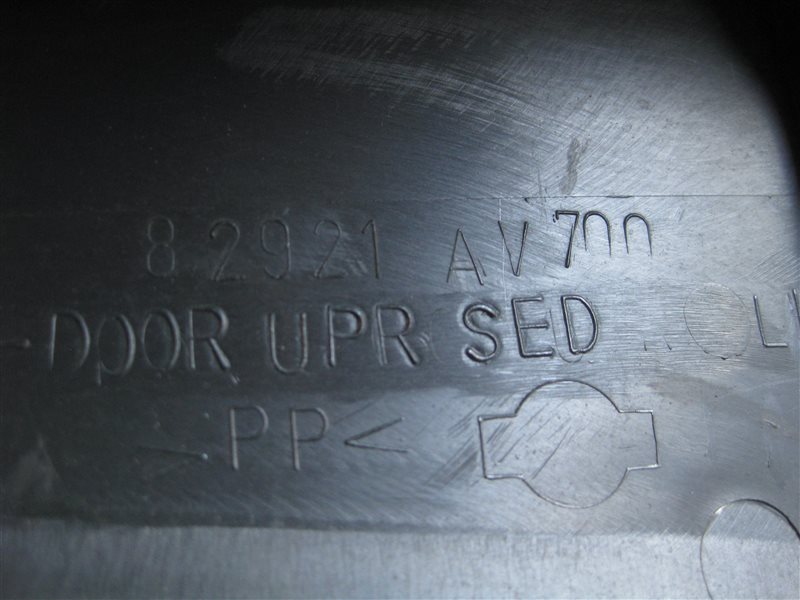 82921 AV700
DOOR UPR SED
>PP<